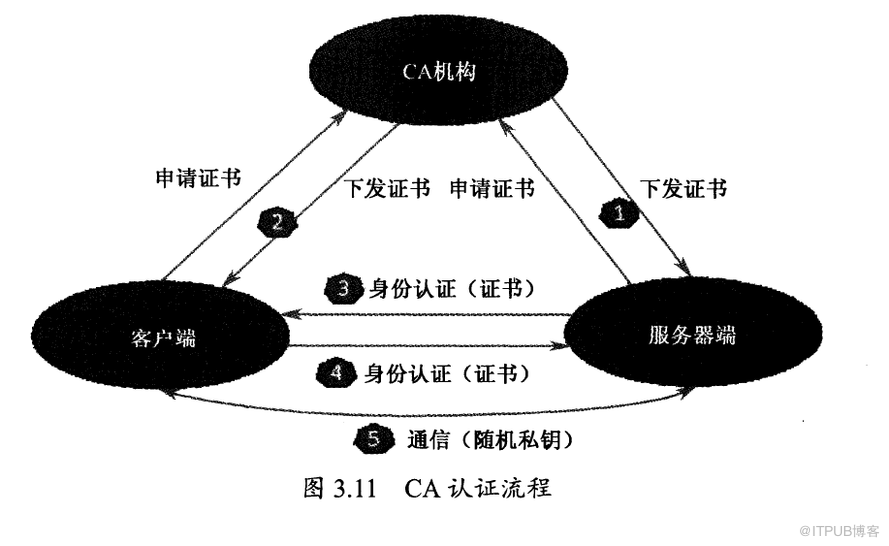 CA机构
申请证书
下发证书
申请证书
下发证书
2
1
3 身份认证（证书）
客户端
服务器端
4 身份认证（证书）
5 通信（随机私钥）
图 3.11 CA 认证流程
@ITPUB博客